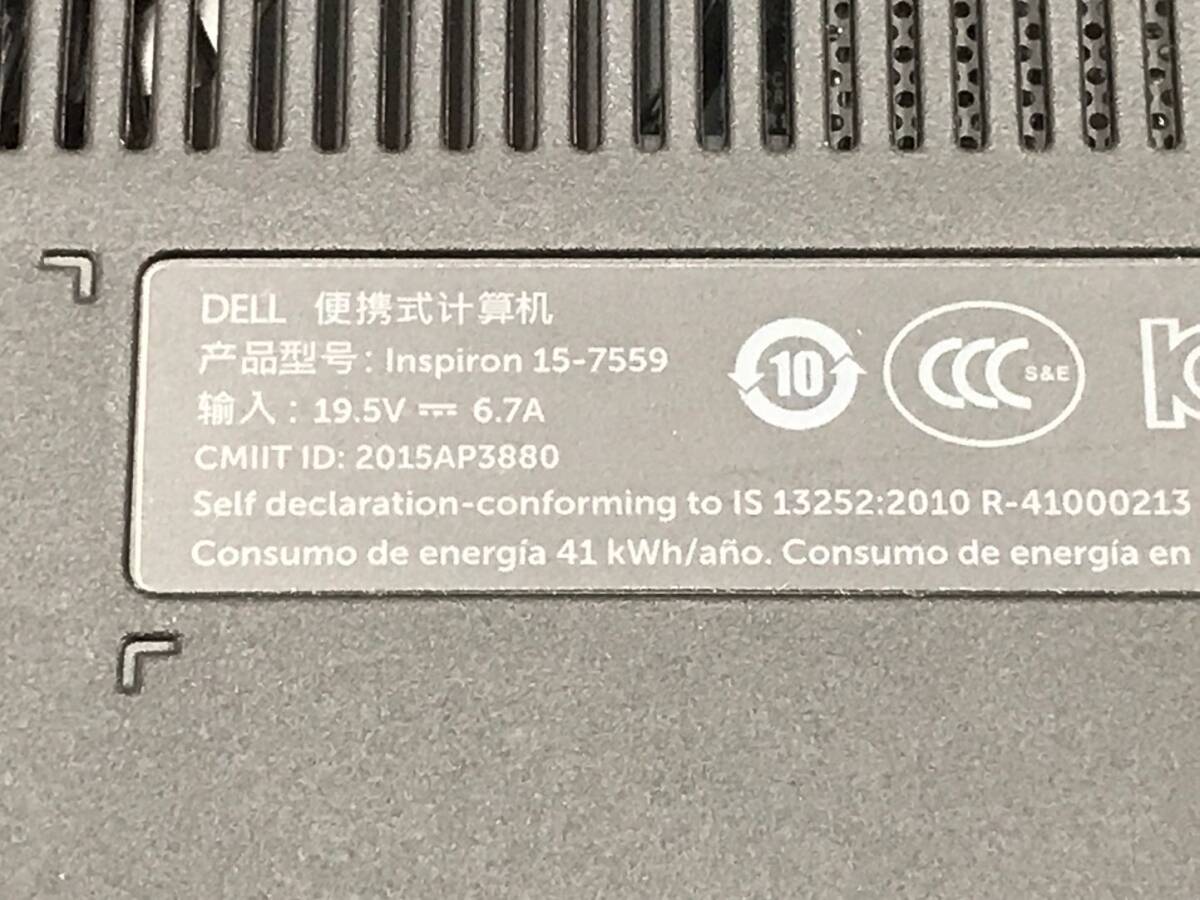 DELL 便携式计算机
产品型号: Inspiron 15-7559
输入: 19.5V ⎓ 6.7A
CMIIT ID: 2015AP3880
Self declaration-conforming to IS 13252:2010 R-41000213
Consumo de energía 41 kWh/año. Consumo de energía en
10
CCC S&E